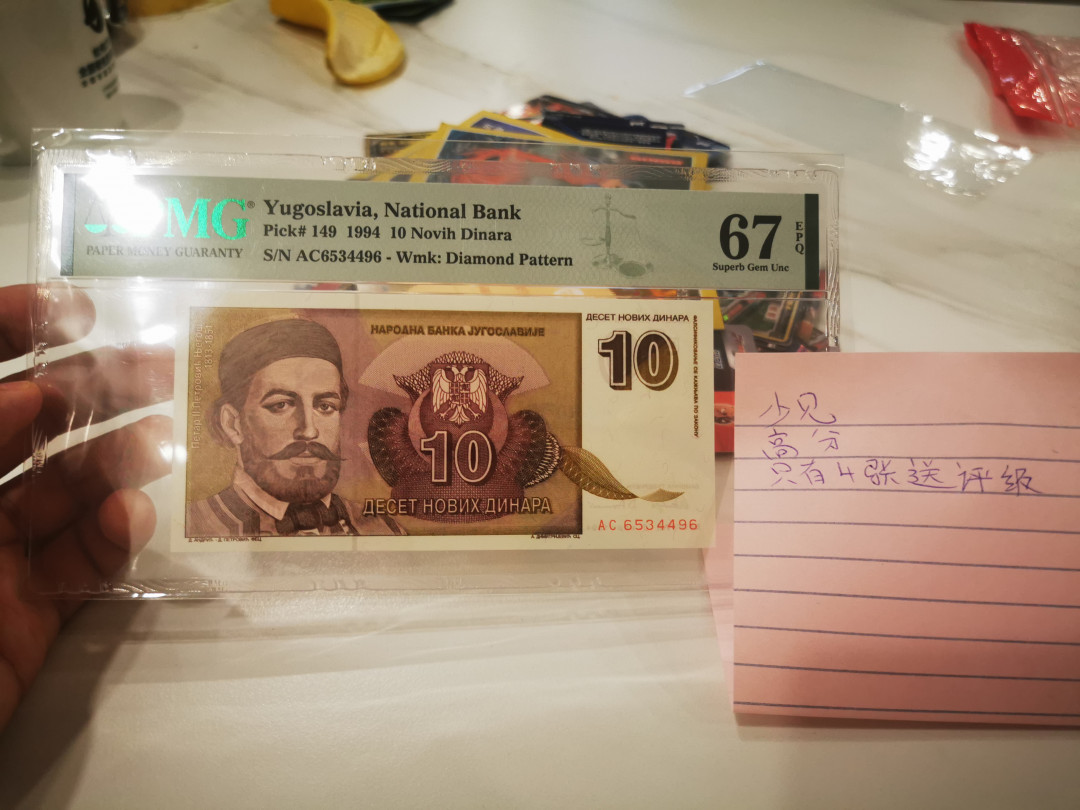 PMG®
PAPER MONEY GUARANTY
Yugoslavia, National Bank
Pick# 149 1994 10 Novih Dinara
S/N AC6534496 - Wmk: Diamond Pattern
67
EPQ
Superb Gem Unc
НАРОДНА БАНКА ЈУГОСЛАВИЈЕ
10
ДЕСЕТ НОВИХ ДИНАРА
ДЕСЕТ НОВИХ ДИНАРА
10
AC 6534496
少见
高分
只有4张送评级